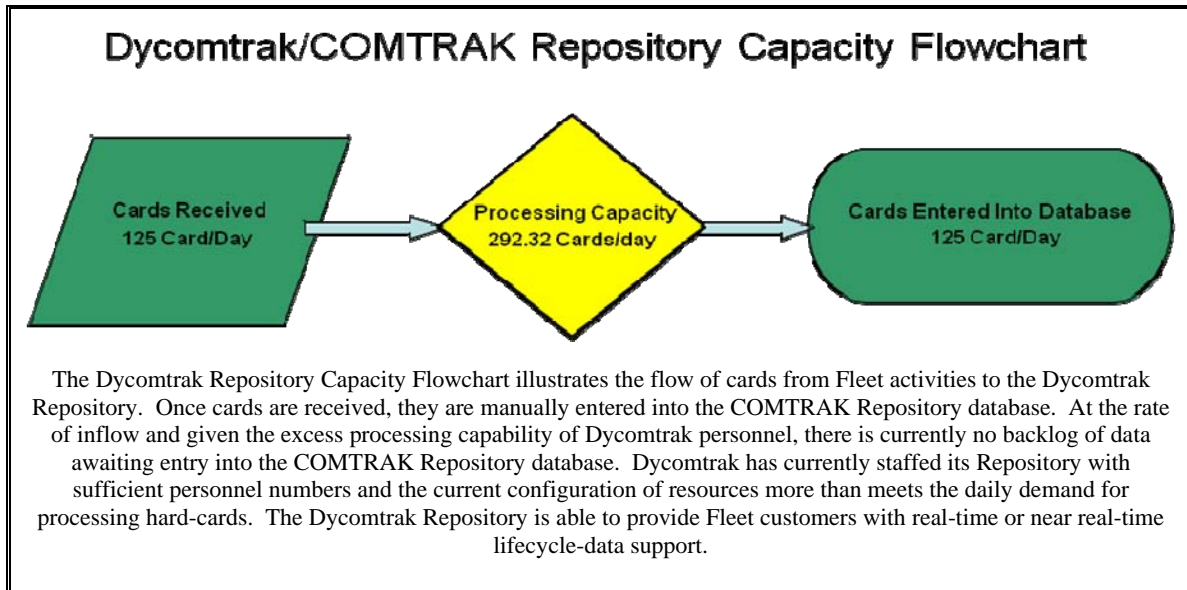 Dycomtrak/COMTRAK Repository Capacity Flowchart
Cards Received
125 Card/Day
Processing Capacity
292.32 Cards/day
Cards Entered Into Database
125 Card/Day
The Dycomtrak Repository Capacity Flowchart illustrates the flow of cards from Fleet activities to the Dycomtrak
Repository.  Once cards are received, they are manually entered into the COMTRAK Repository database.  At the rate
of inflow and given the excess processing capability of Dycomtrak personnel, there is currently no backlog of data
awaiting entry into the COMTRAK Repository database.  Dycomtrak has currently staffed its Repository with
sufficient personnel numbers and the current configuration of resources more than meets the daily demand for
processing hard-cards.  The Dycomtrak Repository is able to provide Fleet customers with real-time or near real-time
lifecycle-data support.